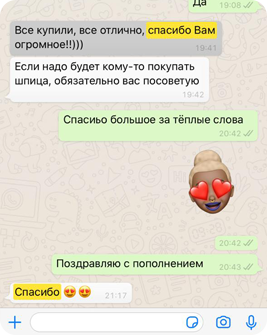 Да
19:08
Все купили, все отлично, спасибо Вам
огромное!!)))
19:41
Если надо будет кому-то покупать
шпица, обязательно вас посоветую
19:42
Спасиьо большое за тёплые слова
20:42
20:42
Поздравляю с пополнением
20:43
Спасибо 😍😍
21:17